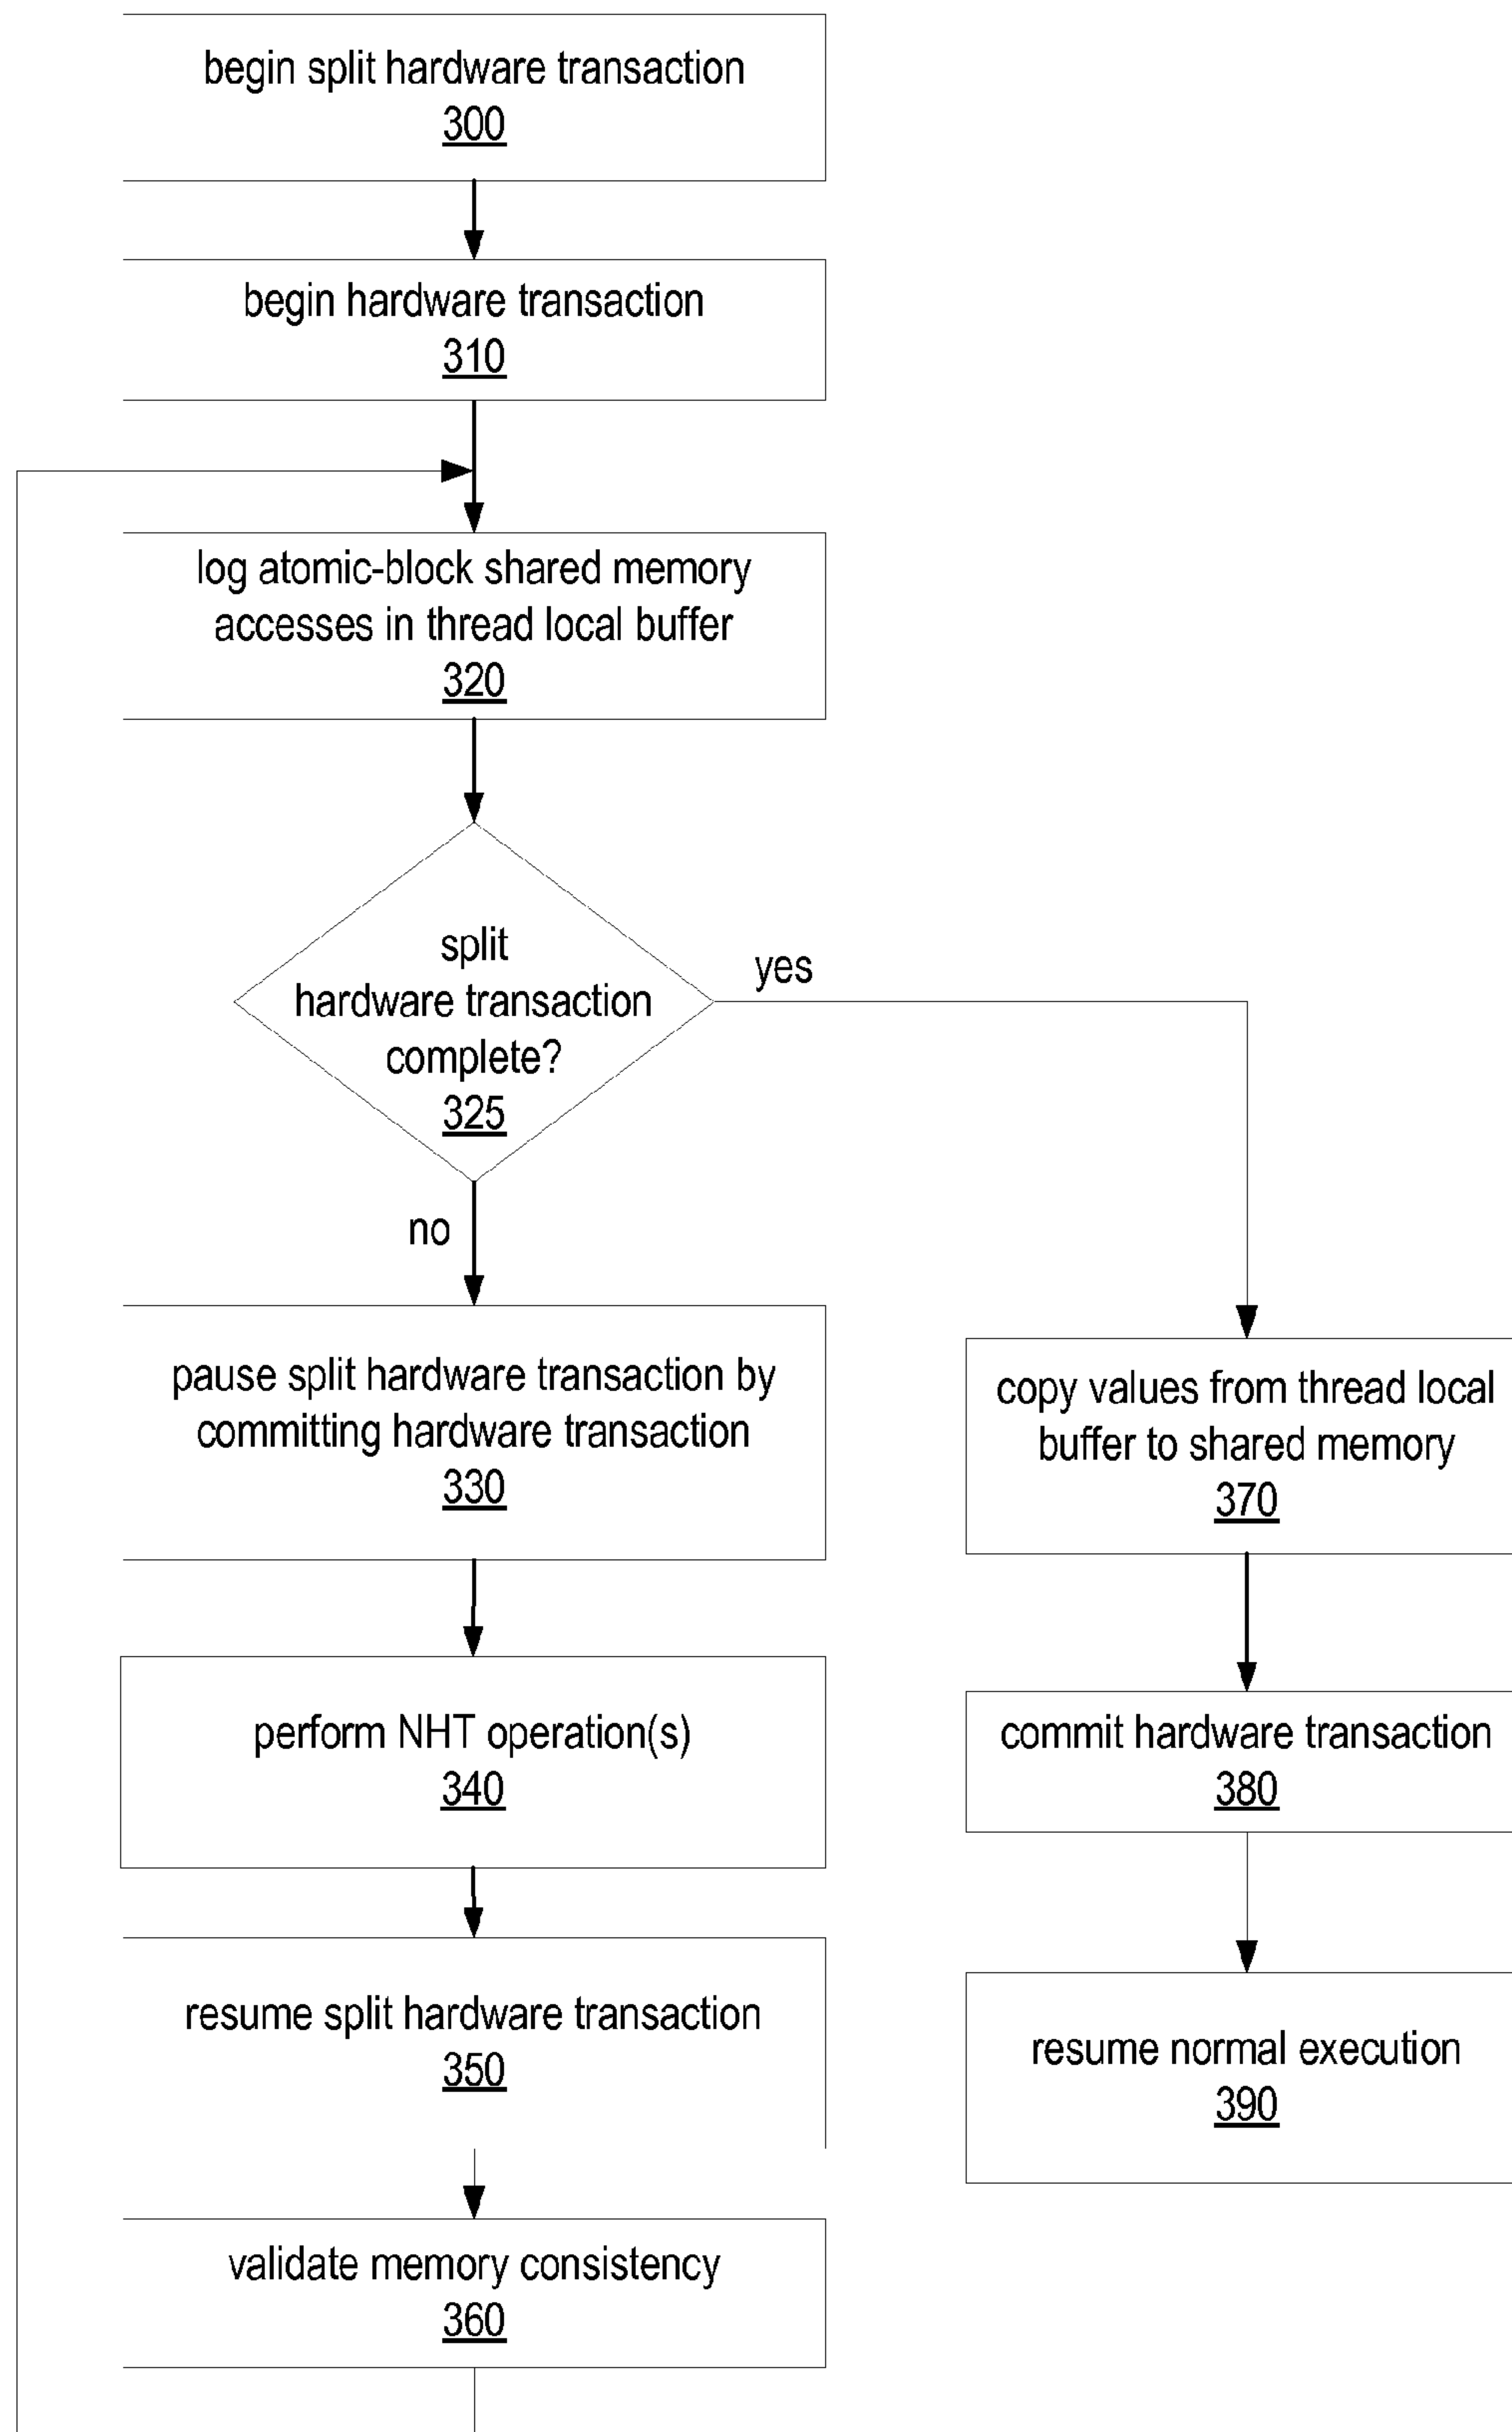 begin split hardware transaction
300
begin hardware transaction
310
log atomic-block shared memory
accesses in thread local buffer
320
split
hardware transaction
complete?
325
yes
no
pause split hardware transaction by
committing hardware transaction
330
perform NHT operation(s)
340
resume split hardware transaction
350
validate memory consistency
360
copy values from thread local
buffer to shared memory
370
commit hardware transaction
380
resume normal execution
390